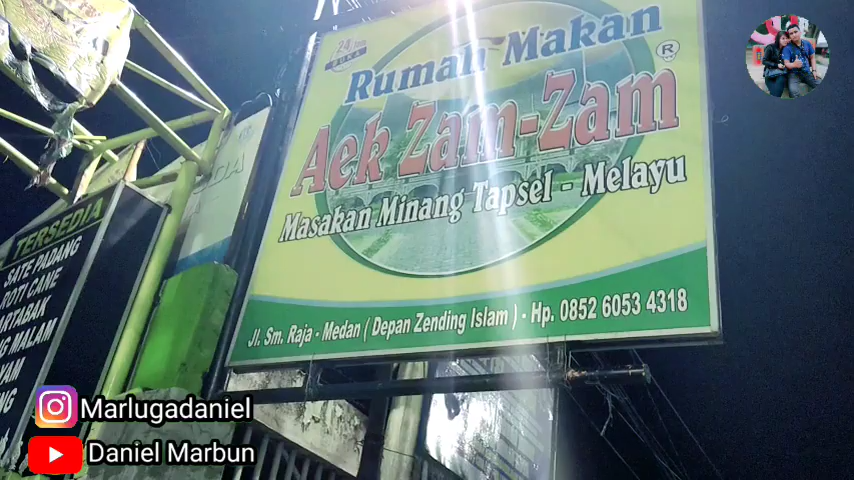 24 Jam
BUKA
Rumah Makan
®
Aek Zam-Zam
Masakan Minang Tapsel - Melayu
Jl. Sm. Raja - Medan ( Depan Zending Islam ) - Hp. 0852 6053 4318
TERSEDIA
SATE PADANG
ROTI CANE
MALAM
Marlugadaniel
Daniel Marbun